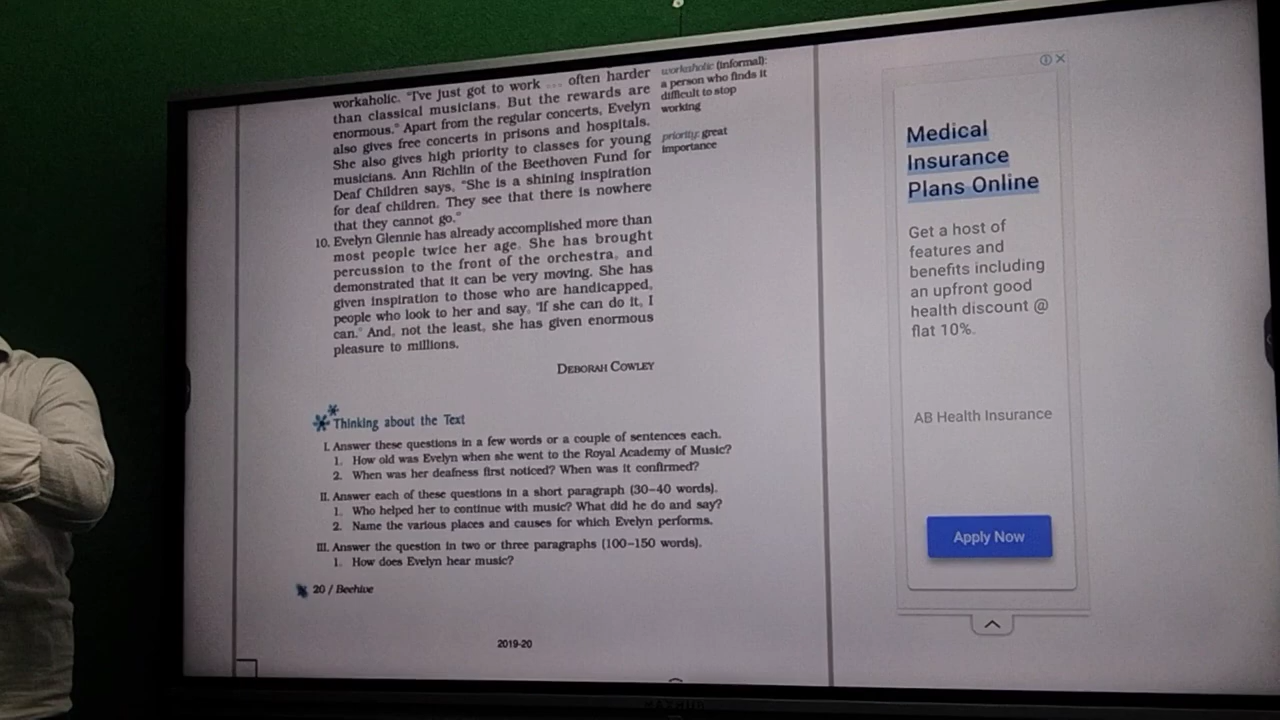 workaholic. "I've just got to work ... often harder
than classical musicians. But the rewards are
enormous." Apart from the regular concerts, Evelyn
also gives free concerts in prisons and hospitals.
She also gives high priority to classes for young
musicians. Ann Richlin of the Beethoven Fund for
Deaf Children says, "She is a shining inspiration
for deaf children. They see that there is nowhere
that they cannot go."
10. Evelyn Glennie has already accomplished more than
most people twice her age. She has brought
percussion to the front of the orchestra, and
demonstrated that it can be very moving. She has
given inspiration to those who are handicapped,
people who look to her and say, 'If she can do it, I
can.' And, not the least, she has given enormous
pleasure to millions.
DEBORAH COWLEY
workaholic (informal):
a person who finds it
difficult to stop
working
priority: great
importance
Thinking about the Text
I. Answer these questions in a few words or a couple of sentences each.
1. How old was Evelyn when she went to the Royal Academy of Music?
2. When was her deafness first noticed? When was it confirmed?
II. Answer each of these questions in a short paragraph (30–40 words).
1. Who helped her to continue with music? What did he do and say?
2. Name the various places and causes for which Evelyn performs.
III. Answer the question in two or three paragraphs (100–150 words).
1. How does Evelyn hear music?
20 / Beehive
2019-20
Medical
Insurance
Plans Online
Get a host of
features and
benefits including
an upfront good
health discount @
flat 10%.
AB Health Insurance
Apply Now